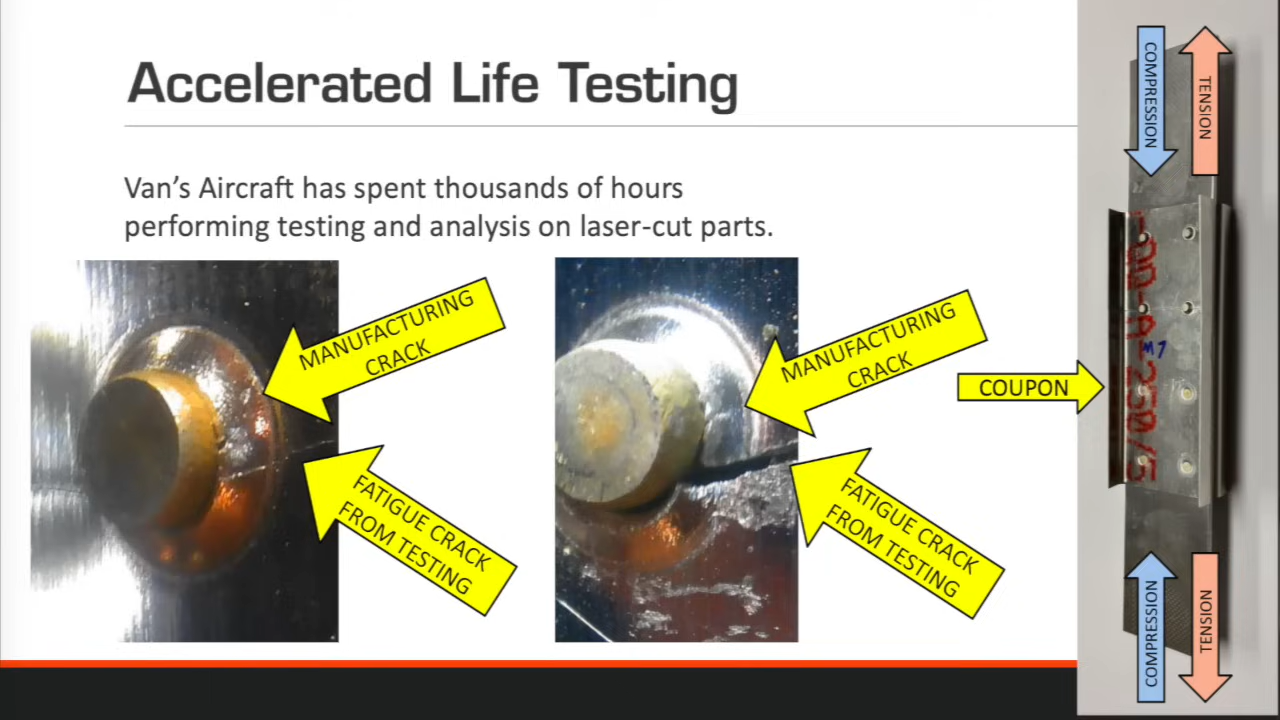 Accelerated Life Testing
Van's Aircraft has spent thousands of hours
performing testing and analysis on laser-cut parts.
MANUFACTURING
CRACK
FATIGUE CRACK
FROM TESTING
MANUFACTURING
CRACK
FATIGUE CRACK
FROM TESTING
COUPON
COMPRESSION
TENSION
M7
COMPRESSION
TENSION